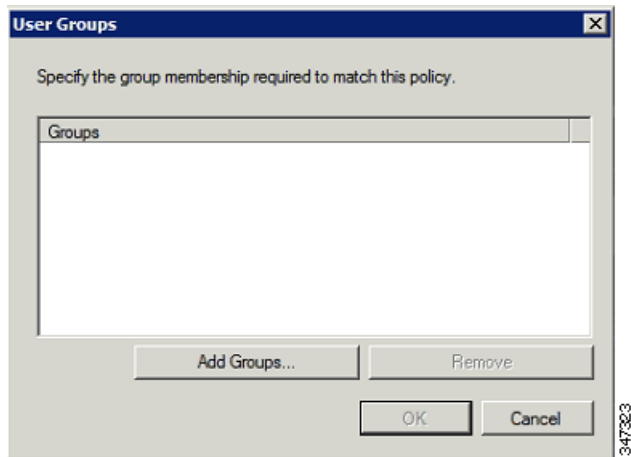 User Groups
Specify the group membership required to match this policy.
Groups
Add Groups...
Remove
OK
Cancel
347323